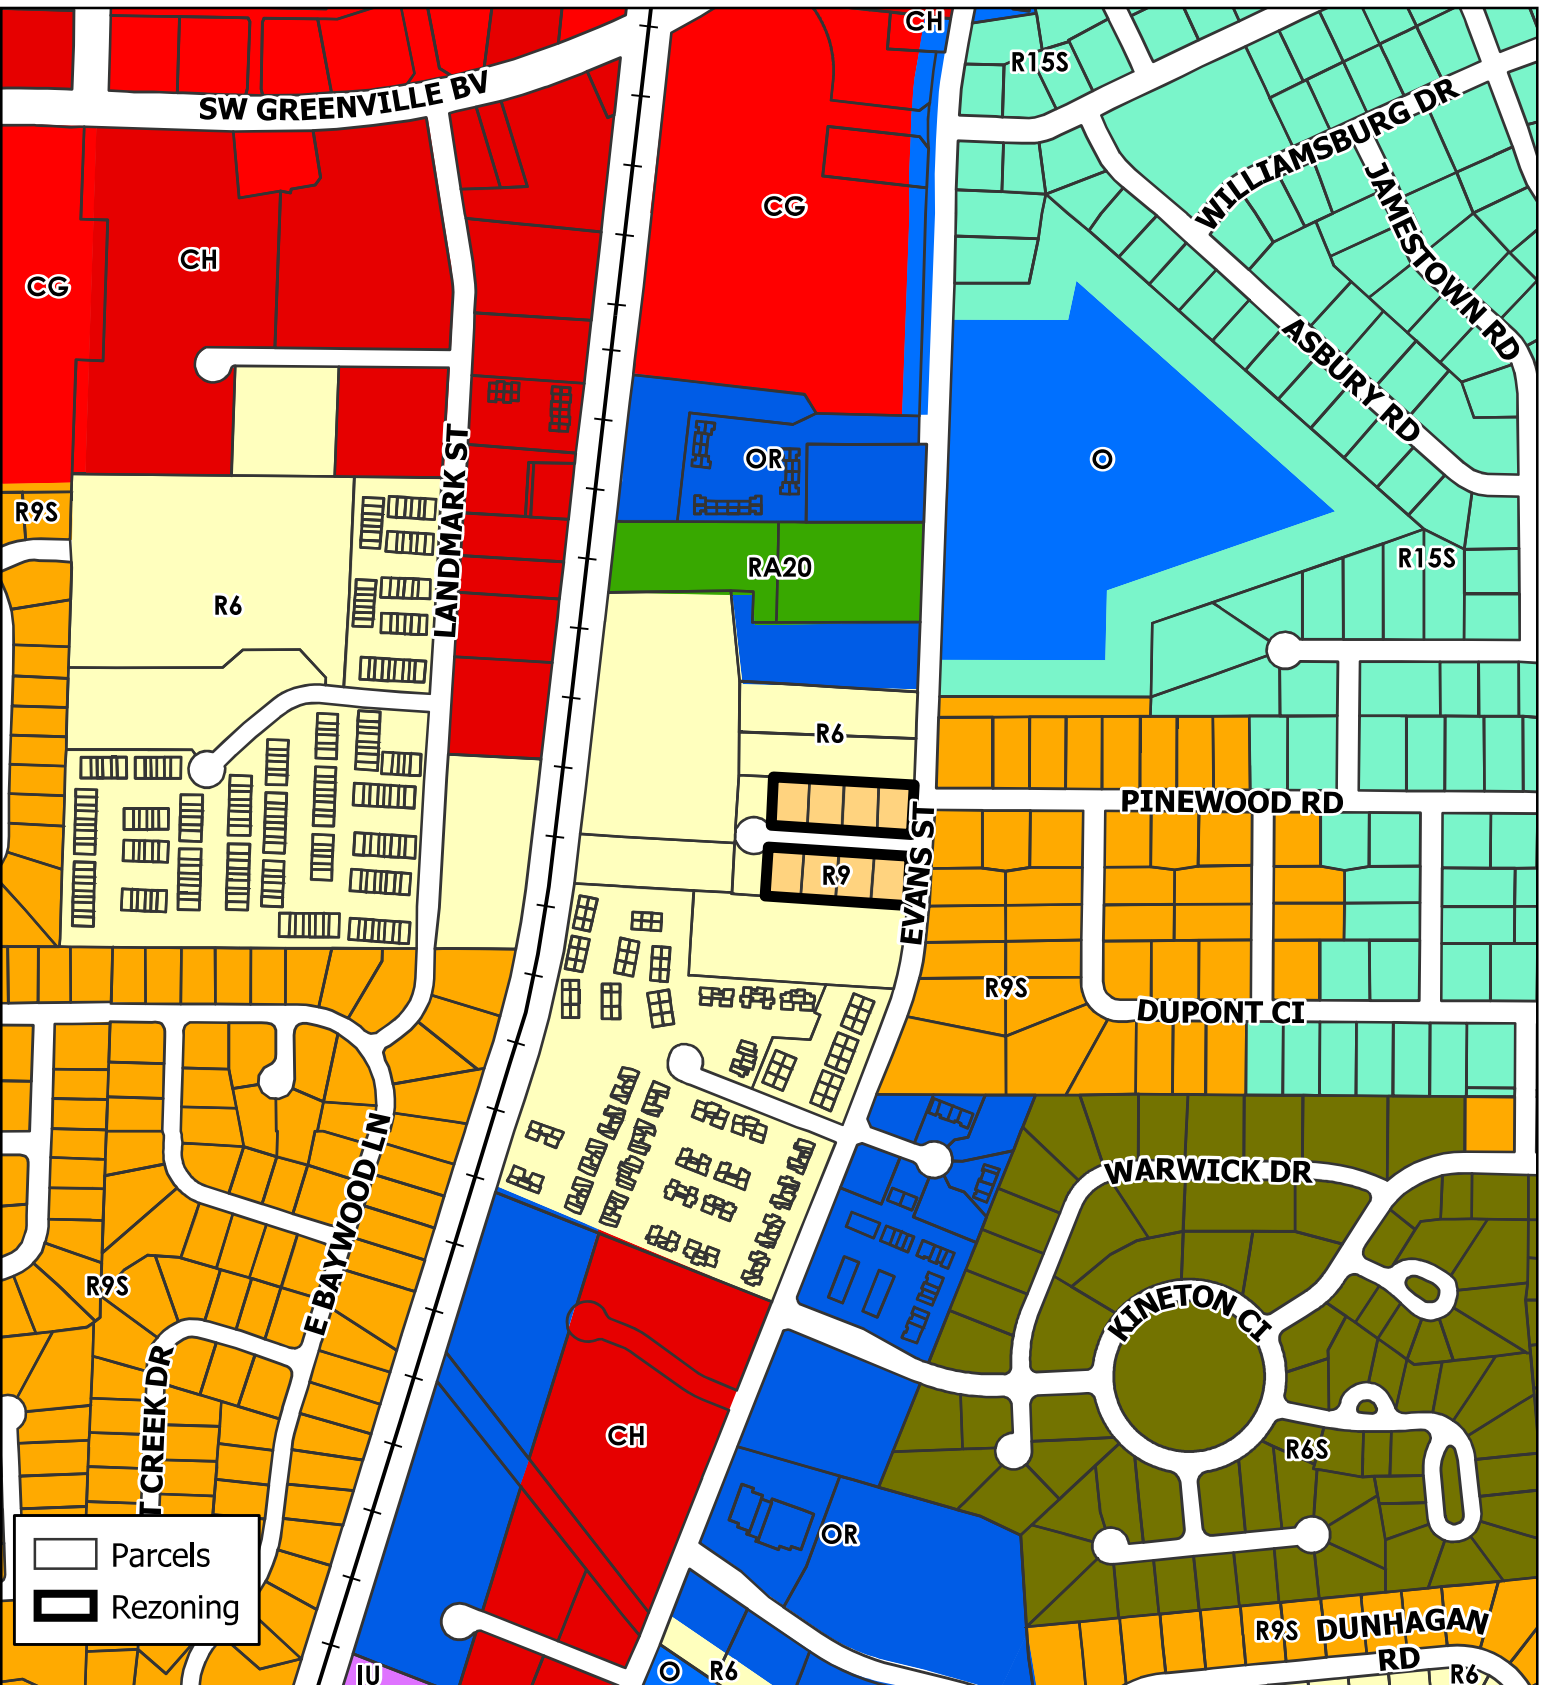 CH
R15S
SW GREENVILLE BV
WILLIAMSBURG DR
CG
JAMESTOWN RD
CH
CG
ASBURY RD
OR
O
R9S
LANDMARK ST
R15S
RA20
R6
R6
PINEWOOD RD
EVANS ST
R9
R9S
DUPONT CI
E BAYWOOD LN
WARWICK DR
R9S
KINETON CI
T CREEK DR
CH
R6S
OR
Parcels
Rezoning
R9S
DUNHAGAN
RD
IU
O
R6
R6